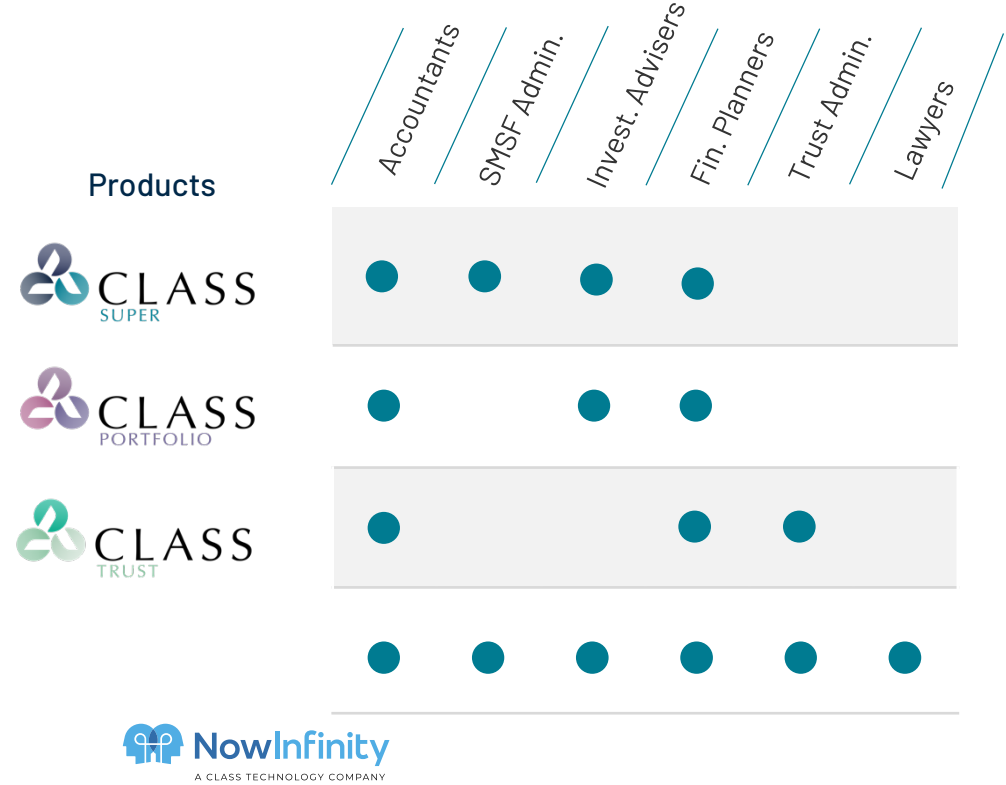 Accountants
SMSF Admin.
Invest. Advisers
Fin. Planners
Trust Admin.
Lawyers
Products
CLASS
SUPER
CLASS
PORTFOLIO
CLASS
TRUST
NowInfinity
A CLASS TECHNOLOGY COMPANY